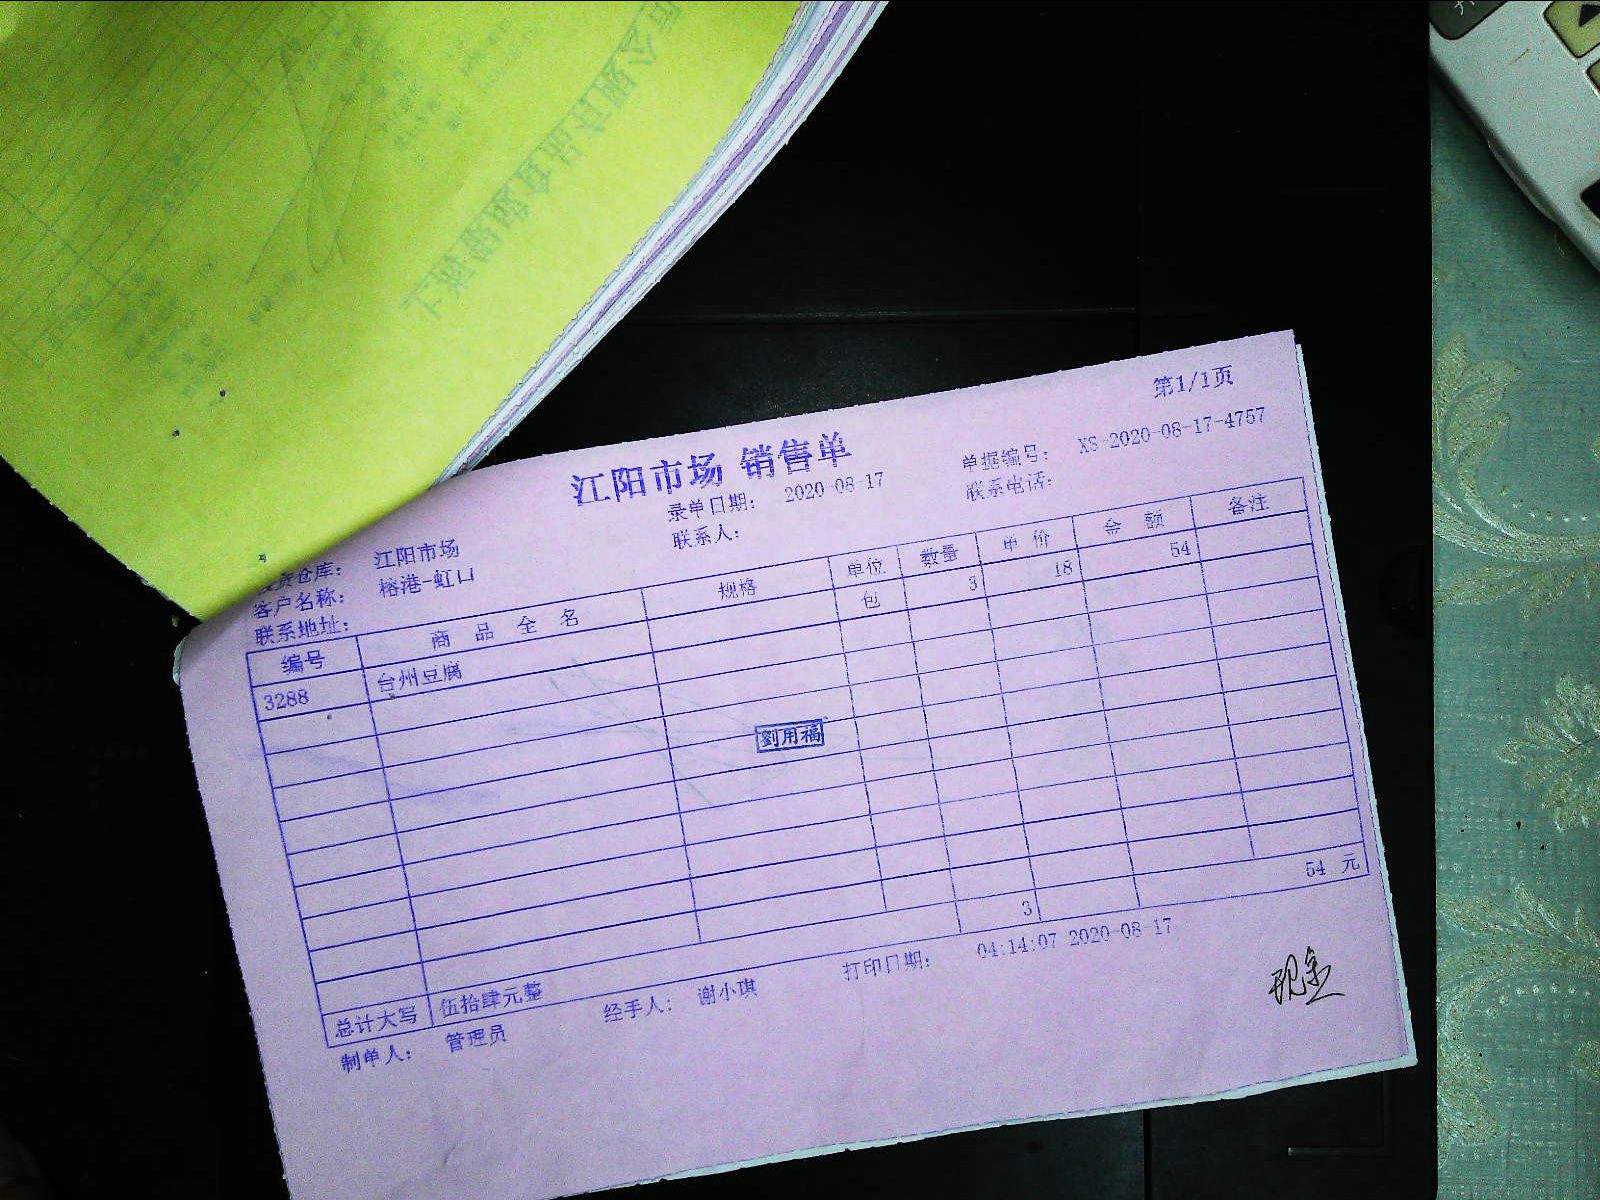 第1/1页
江阳市场 销售单
录单日期： 2020-08-17 单据编号： XS-2020-08-17-4757
联系人： 联系电话：
仓库： 江阳市场
客户名称： 榕港-虹口
联系地址：
编号 商品全名 规格 单位 数量 单价 金额 备注
3288 台州豆腐 包 3 18 54
劉用福
3 54 元
总计大写 伍拾肆元整
制单人： 管理员 经手人： 谢小琪 打印日期： 04:14:07 2020-08-17
现金